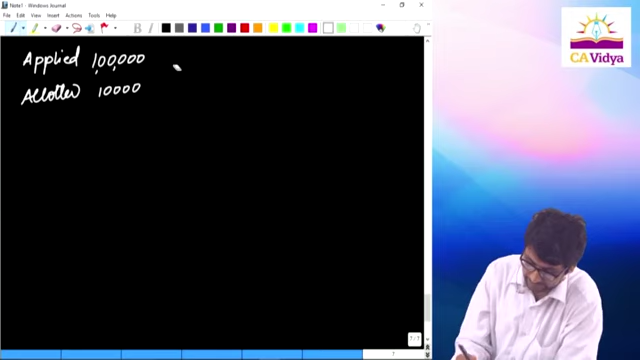 Note1 - Windows Journal
File Edit View Insert Actions Tools Help
CA Vidya
Applied 100,000
Allotted 10000